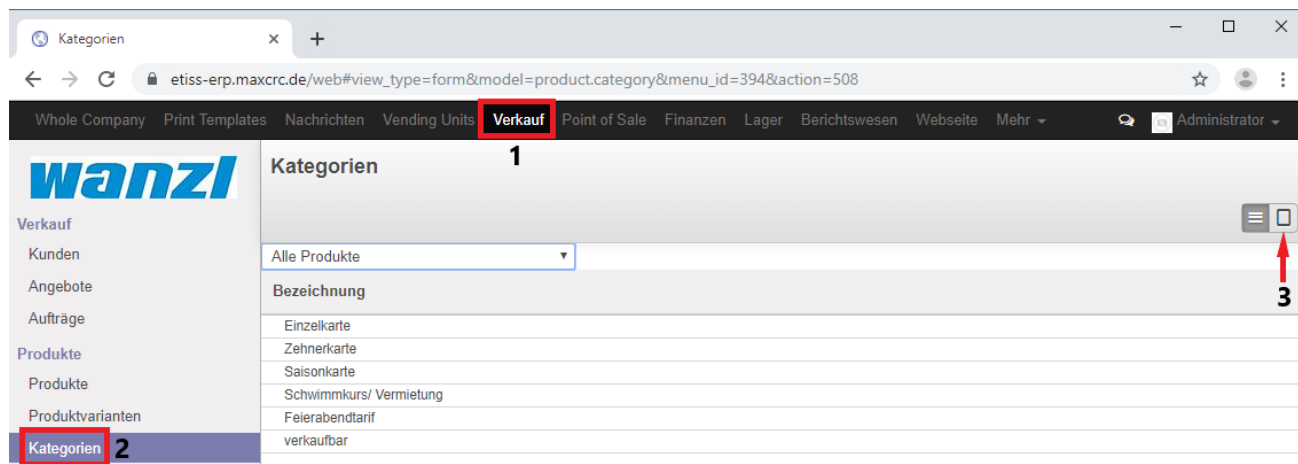 Kategorien
etiss-erp.maxcrc.de/web#view_type=form&model=product.category&menu_id=394&action=508
Whole Company Print Templates Nachrichten Vending Units Verkauf Point of Sale Finanzen Lager Berichtswesen Webseite Mehr Administrator
1
wanzl
Kategorien
Verkauf
Kunden
Alle Produkte
Angebote
Bezeichnung
3
Aufträge
Einzelkarte
Produkte
Zehnerkarte
Saisonkarte
Produkte
Schwimmkurs/ Vermietung
Produktvarianten
Feierabendtarif
verkaufbar
Kategorien 2